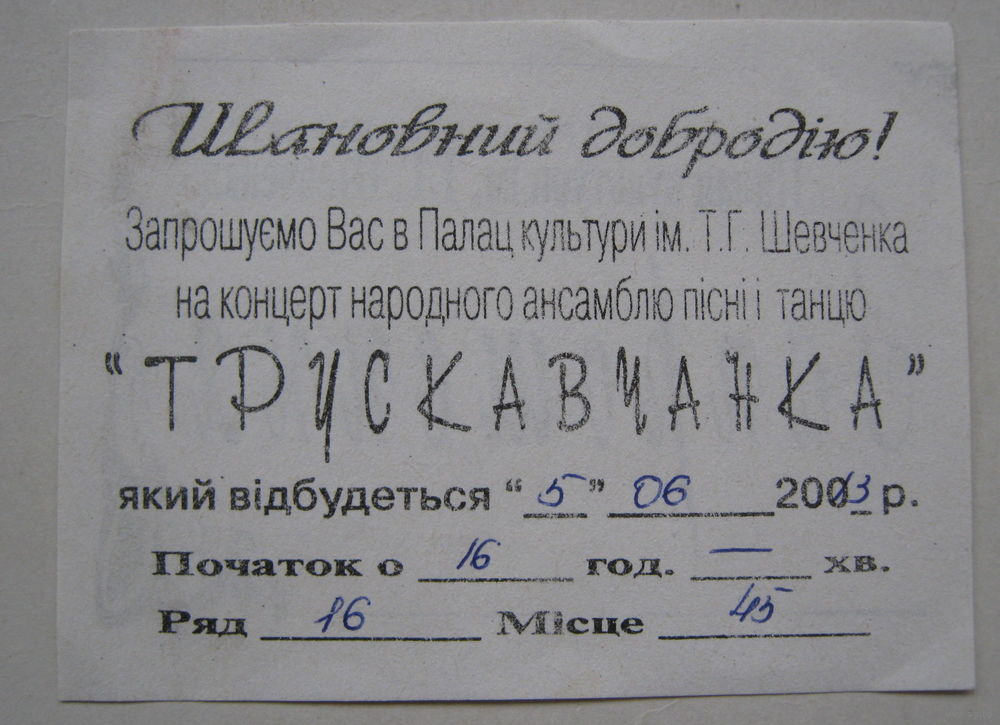 Шановний добродію!
Запрошуємо Вас в Палац культури ім. Т.Г. Шевченка
на концерт народного ансамблю пісні і танцю
“ТРУСКАВЧАНКА”
який відбудеться “5” 06 2013 р.
Початок о 16 год. — хв.
Ряд 16 Місце 45